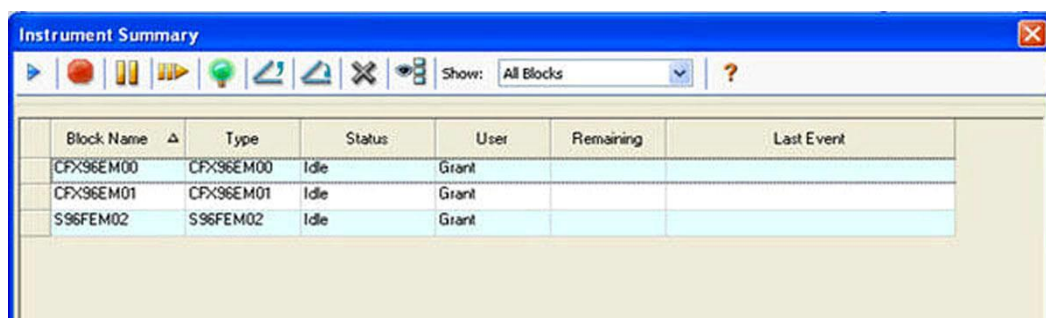 Instrument Summary
Show: All Blocks ?
Block Name Type Status User Remaining Last Event
CFX96EM00 CFX96EM00 Idle Grant
CFX96EM01 CFX96EM01 Idle Grant
S96FEM02 S96FEM02 Idle Grant